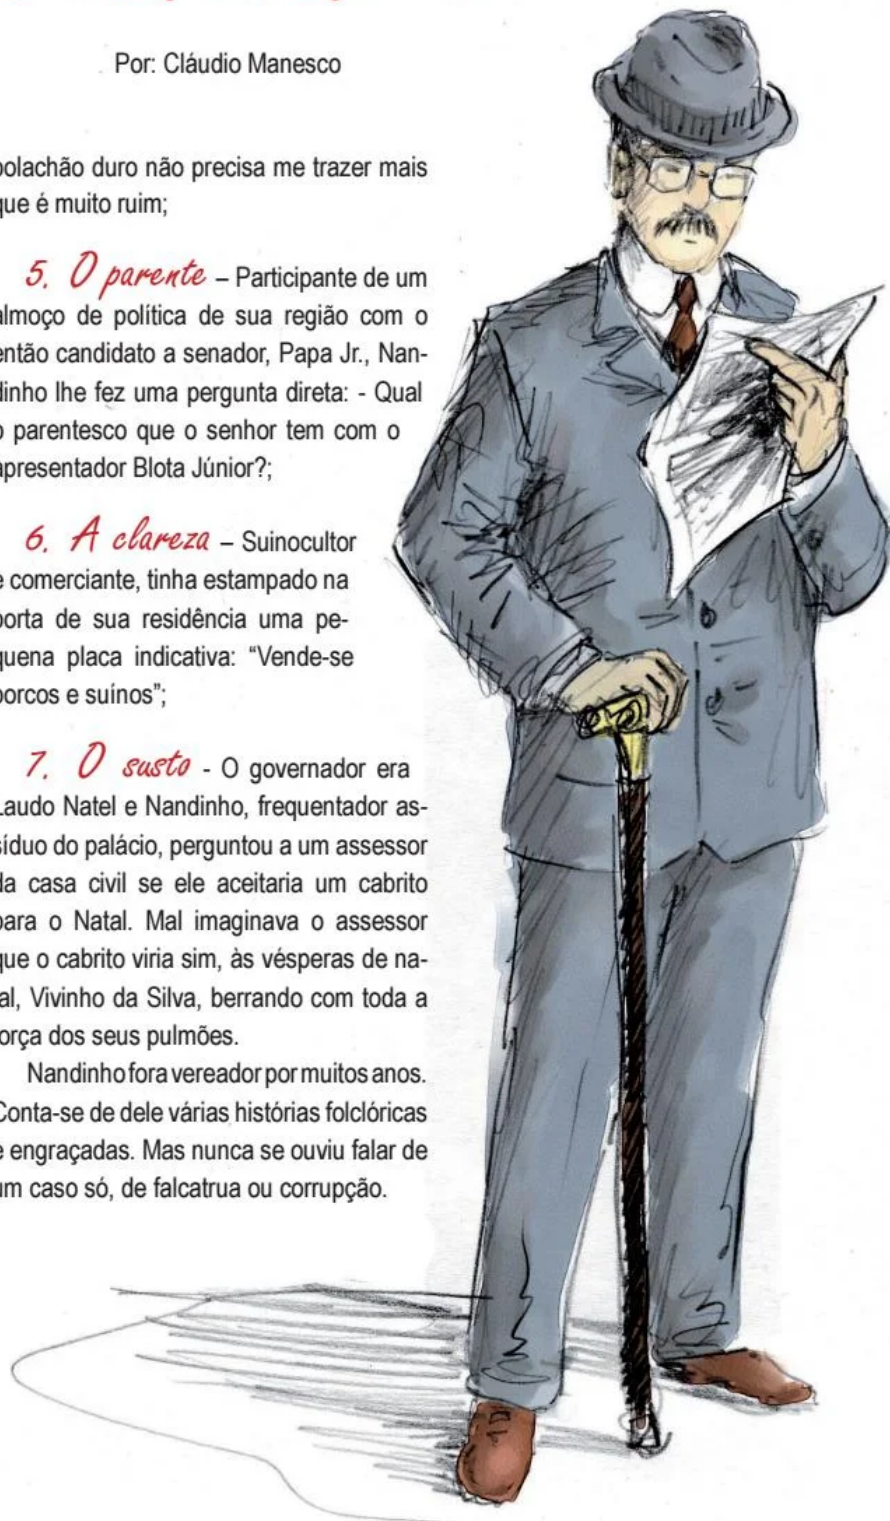 Por: Cláudio Manesco
bolachão duro não precisa me trazer mais
que é muito ruim;
5. O parente – Participante de um
almoço de política de sua região com o
então candidato a senador, Papa Jr., Nan-
dinho lhe fez uma pergunta direta: - Qual
o parentesco que o senhor tem com o
apresentador Blota Júnior?;
6. A clareza – Suinocultor
e comerciante, tinha estampado na
porta de sua residência uma pe-
quena placa indicativa: “Vende-se
porcos e suínos”;
7. O susto - O governador era
Laudo Natel e Nandinho, frequentador as-
síduo do palácio, perguntou a um assessor
da casa civil se ele aceitaria um cabrito
para o Natal. Mal imaginava o assessor
que o cabrito viria sim, às vésperas de na-
tal, Vivinho da Silva, berrando com toda a
força dos seus pulmões.
Nandinho fora vereador por muitos anos.
Conta-se de dele várias histórias folclóricas
e engraçadas. Mas nunca se ouviu falar de
um caso só, de falcatrua ou corrupção.